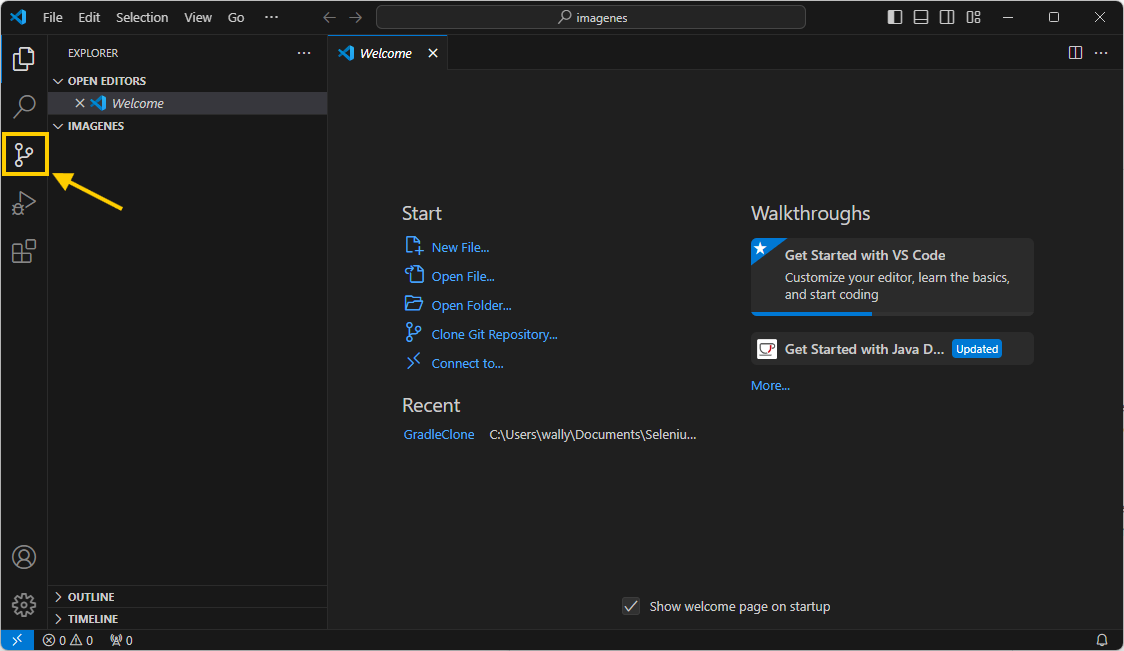 File Edit Selection View Go ···
imagenes
EXPLORER
OPEN EDITORS
Welcome
IMAGENES
Welcome
Start
New File...
Open File...
Open Folder...
Clone Git Repository...
Connect to...
Recent
GradleClone C:\Users\wally\Documents\Seleniu...
Walkthroughs
Get Started with VS Code
Customize your editor, learn the basics,
and start coding
Get Started with Java D... Updated
More...
Show welcome page on startup
OUTLINE
TIMELINE
0 0 0